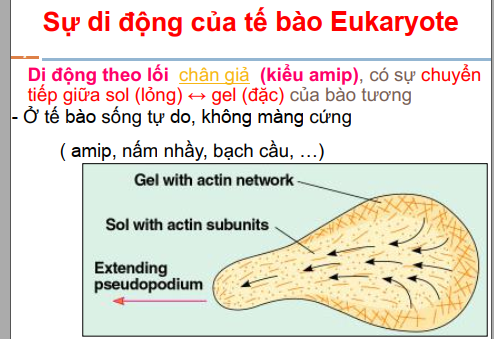 Sự di động của tế bào Eukaryote
Di động theo lối chân giả (kiểu amip), có sự chuyển
tiếp giữa sol (lỏng) ↔ gel (đặc) của bào tương
- Ở tế bào sống tự do, không màng cứng
( amip, nấm nhầy, bạch cầu, …)
Gel with actin network
Sol with actin subunits
Extending
pseudopodium